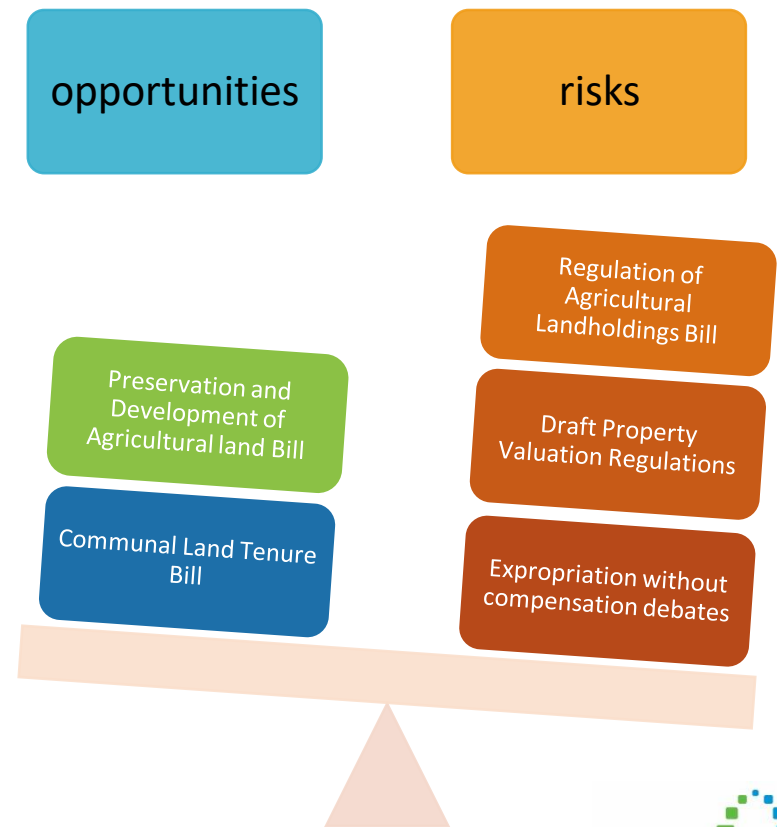 opportunities
risks
Preservation and
Development of
Agricultural land Bill
Communal Land Tenure
Bill
Regulation of
Agricultural
Landholdings Bill
Draft Property
Valuation Regulations
Expropriation without
compensation debates